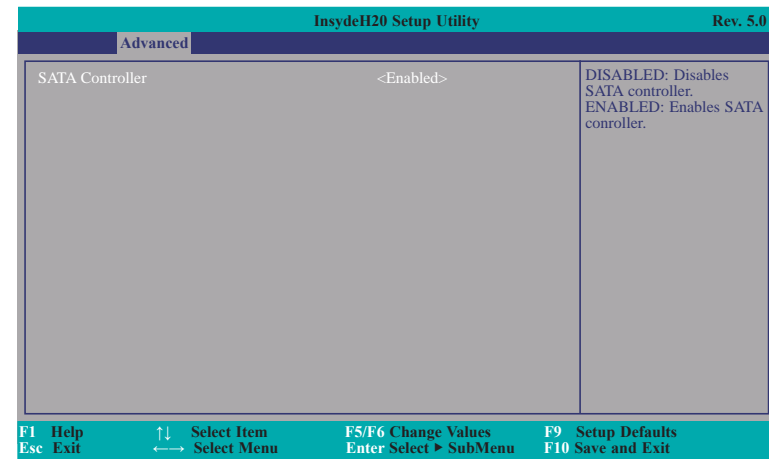 InsydeH20 Setup Utility Rev. 5.0
Advanced
SATA Controller <Enabled>
DISABLED: Disables
SATA controller.
ENABLED: Enables SATA
conroller.
F1 Help ↑↓ Select Item F5/F6 Change Values F9 Setup Defaults
Esc Exit ←→ Select Menu Enter Select ► SubMenu F10 Save and Exit